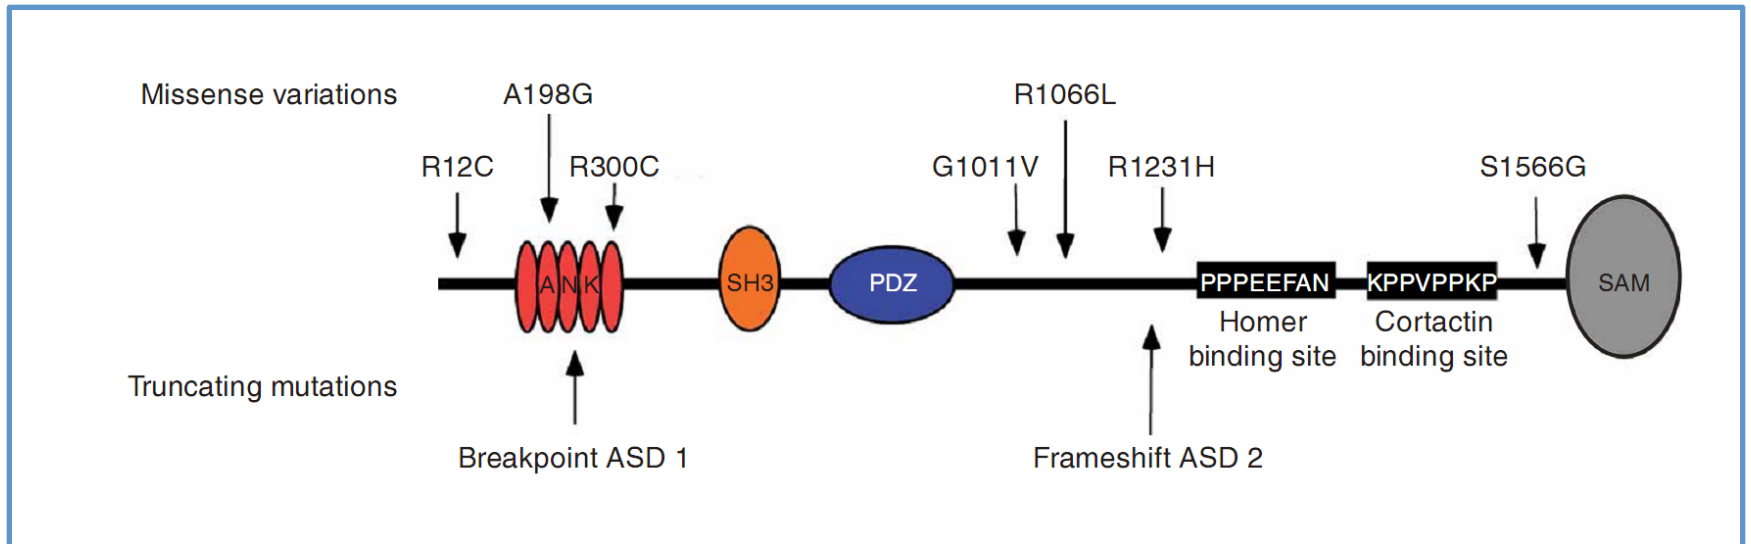 Missense variations
A198G
R1066L
R12C
R300C
G1011V
R1231H
S1566G
A N K
SH3
PDZ
PPPEEFAN
KPPVPPKP
SAM
Homer
binding site
Cortactin
binding site
Truncating mutations
Breakpoint ASD 1
Frameshift ASD 2